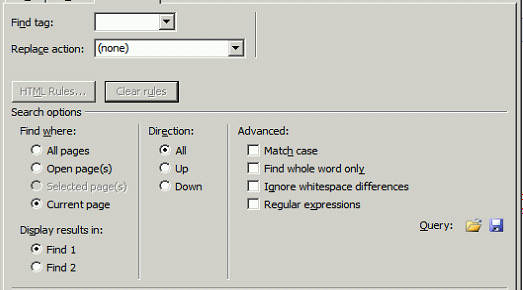 Find tag:
Replace action: (none)
HTML Rules... Clear rules
Search options
Find where: Direction: Advanced:
All pages All Match case
Open page(s) Up Find whole word only
Selected page(s) Down Ignore whitespace differences
Current page Regular expressions
Query:
Display results in:
Find 1
Find 2